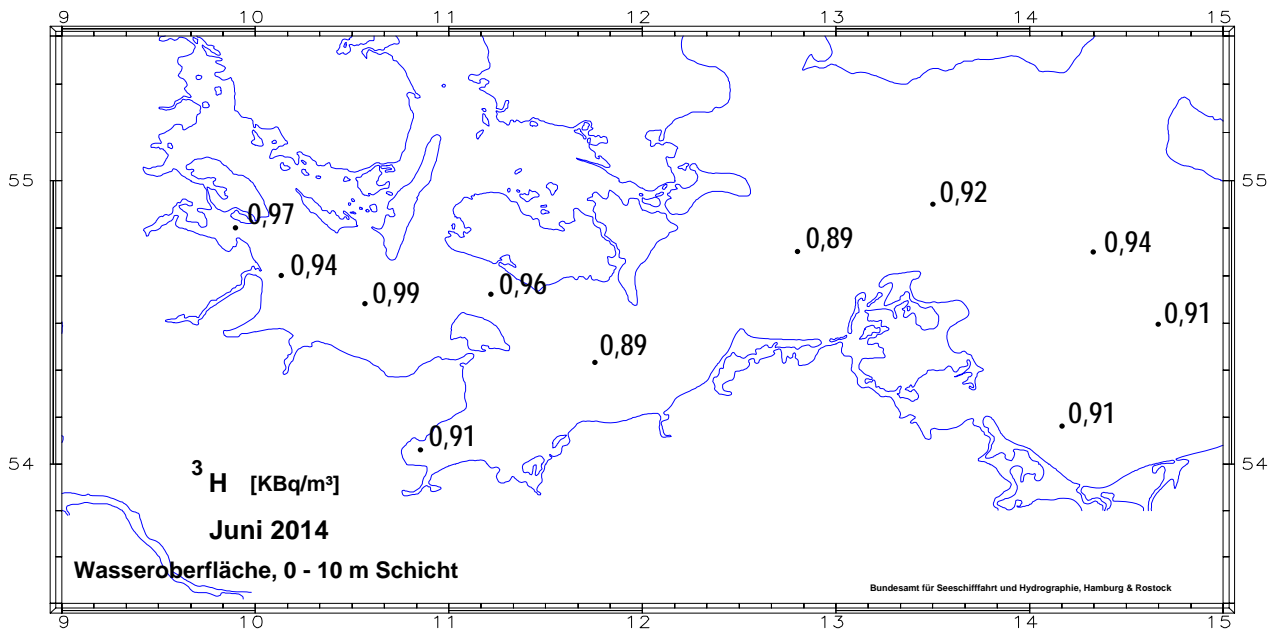 9 10 11 12 13 14 15
55 55
0,92
0,97
0,89
0,94
0,94
0,96
0,99
0,91
0,89
0,91
0,91
54 54
³H [KBq/m³]
Juni 2014
Wasseroberfläche, 0 - 10 m Schicht
Bundesamt für Seeschifffahrt und Hydrographie, Hamburg & Rostock
9 10 11 12 13 14 15